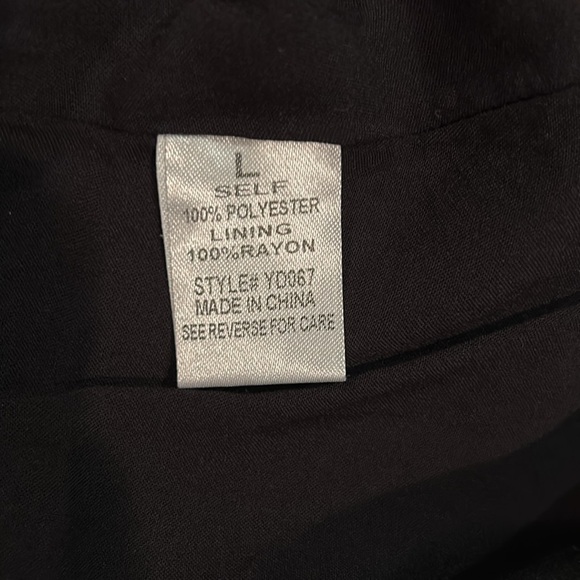 L
SELF
100% POLYESTER
LINING
100%RAYON
STYLE# YD067
MADE IN CHINA
SEE REVERSE FOR CARE